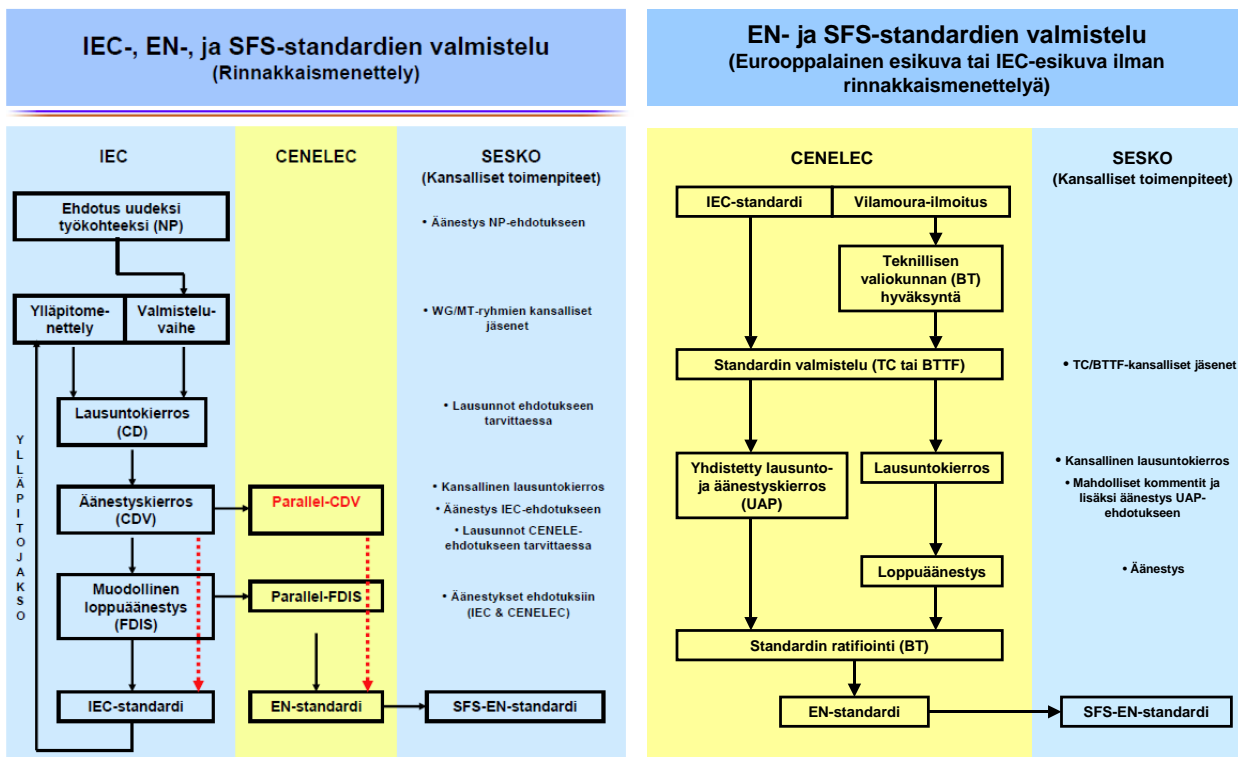 IEC-, EN-, ja SFS-standardien valmistelu
(Rinnakkaismenettely)
IEC
CENELEC
SESKO
(Kansalliset toimenpiteet)
Ehdotus uudeksi
työkohteeksi (NP)
• Äänestys NP-ehdotukseen
Ylläpitome-
nettely
Valmistelu-
vaihe
• WG/MT-ryhmien kansalliset
jäsenet
Lausuntokierros
(CD)
• Lausunnot ehdotukseen
tarvittaessa
YLLÄPITOJAKSO
Äänestyskierros
(CDV)
Parallel-CDV
• Kansallinen lausuntokierros
• Äänestys IEC-ehdotukseen
• Lausunnot CENELE-
ehdotukseen tarvittaessa
Muodollinen
loppuäänestys
(FDIS)
Parallel-FDIS
• Äänestykset ehdotuksiin
(IEC & CENELEC)
IEC-standardi
EN-standardi
SFS-EN-standardi
EN- ja SFS-standardien valmistelu
(Eurooppalainen esikuva tai IEC-esikuva ilman
rinnakkaismenettelyä)
CENELEC
SESKO
(Kansalliset toimenpiteet)
IEC-standardi
Vilamoura-ilmoitus
Teknillisen
valiokunnan (BT)
hyväksyntä
Standardin valmistelu (TC tai BTTF)
• TC/BTTF-kansalliset jäsenet
Yhdistetty lausunto-
ja äänestyskierros
(UAP)
Lausuntokierros
• Kansallinen lausuntokierros
• Mahdolliset kommentit ja
lisäksi äänestys UAP-
ehdotukseen
Loppuäänestys
• Äänestys
Standardin ratifiointi (BT)
EN-standardi
SFS-EN-standardi